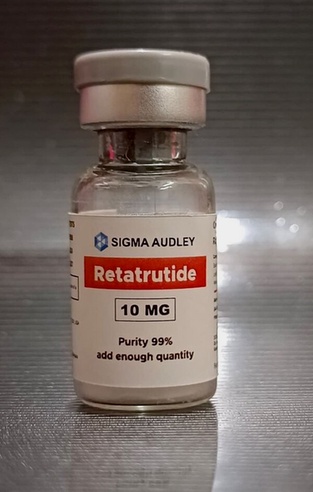 SIGMA AUDLEY
Retatrutide
10 MG
Purity 99%
add enough quantity